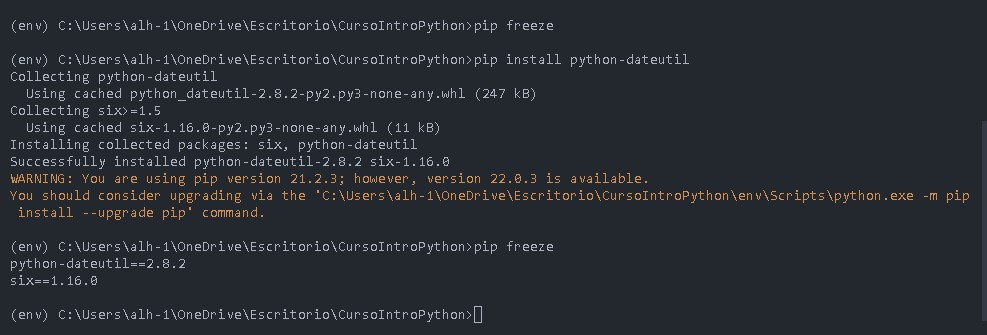 (env) C:\Users\alh-1\OneDrive\Escritorio\CursoIntroPython>pip freeze
(env) C:\Users\alh-1\OneDrive\Escritorio\CursoIntroPython>pip install python-dateutil
Collecting python-dateutil
  Using cached python_dateutil-2.8.2-py2.py3-none-any.whl (247 kB)
Collecting six>=1.5
  Using cached six-1.16.0-py2.py3-none-any.whl (11 kB)
Installing collected packages: six, python-dateutil
Successfully installed python-dateutil-2.8.2 six-1.16.0
WARNING: You are using pip version 21.2.3; however, version 22.0.3 is available.
You should consider upgrading via the 'C:\Users\alh-1\OneDrive\Escritorio\CursoIntroPython\env\Scripts\python.exe -m pip
 install --upgrade pip' command.
(env) C:\Users\alh-1\OneDrive\Escritorio\CursoIntroPython>pip freeze
python-dateutil==2.8.2
six==1.16.0
(env) C:\Users\alh-1\OneDrive\Escritorio\CursoIntroPython>